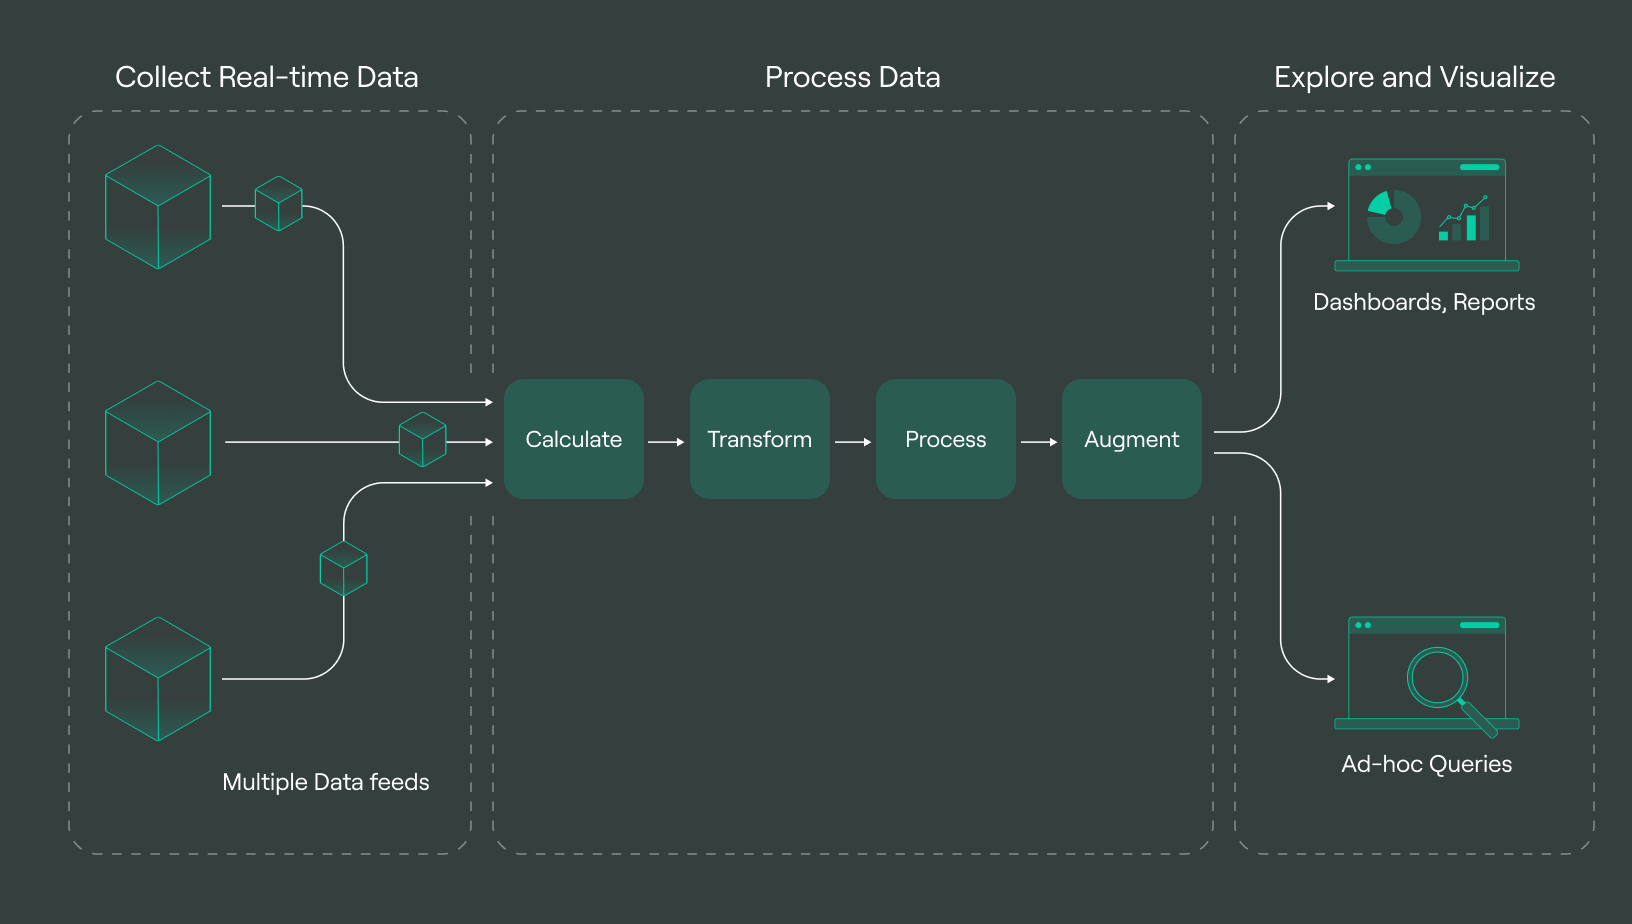 Collect Real-time Data
Process Data
Explore and Visualize
Dashboards, Reports
Calculate
Transform
Process
Augment
Multiple Data feeds
Ad-hoc Queries